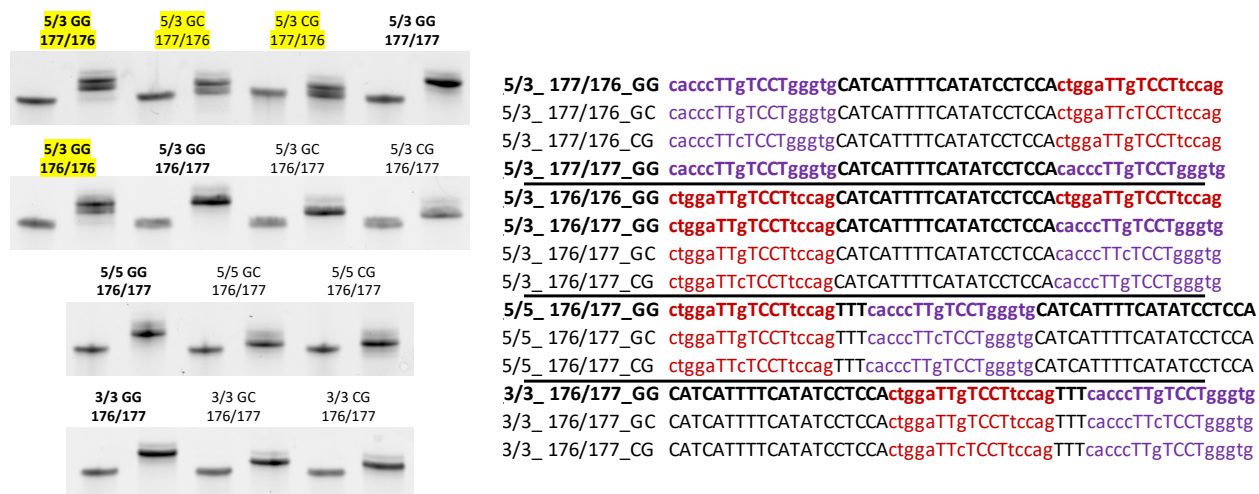 5/3 GG
177/176
5/3 GC
177/176
5/3 CG
177/176
5/3 GG
177/177
5/3 GG
176/176
5/3 GG
176/177
5/3 GC
176/177
5/3 CG
176/177
5/5 GG
176/177
5/5 GC
176/177
5/5 CG
176/177
3/3 GG
176/177
3/3 GC
176/177
3/3 CG
176/177
5/3_ 177/176_GG cacccTTgTCCTgggtgCATCATTTTCATATCCTCCActggaTTgTCCTtccag
5/3_ 177/176_GC cacccTTgTCCTgggtgCATCATTTTCATATCCTCCActggaTTcTCCTtccag
5/3_ 177/176_CG cacccTTcTCCTgggtgCATCATTTTCATATCCTCCActggaTTgTCCTtccag
5/3_ 177/177_GG cacccTTgTCCTgggtgCATCATTTTCATATCCTCCAcacccTTgTCCTgggtg
5/3_ 176/176_GG ctggaTTgTCCTtccagCATCATTTTCATATCCTCCActggaTTgTCCTtccag
5/3_ 176/177_GG ctggaTTgTCCTtccagCATCATTTTCATATCCTCCAcacccTTgTCCTgggtg
5/3_ 176/177_GC ctggaTTgTCCTtccagCATCATTTTCATATCCTCCAcacccTTcTCCTgggtg
5/3_ 176/177_CG ctggaTTcTCCTtccagCATCATTTTCATATCCTCCAcacccTTgTCCTgggtg
5/5_ 176/177_GG ctggaTTgTCCTtccagTTTcacccTTgTCCTgggtgCATCATTTTCATATCCTCCA
5/5_ 176/177_GC ctggaTTgTCCTtccagTTTcacccTTcTCCTgggtgCATCATTTTCATATCCTCCA
5/5_ 176/177_CG ctggaTTcTCCTtccagTTTcacccTTgTCCTgggtgCATCATTTTCATATCCTCCA
3/3_ 176/177_GG CATCATTTTCATATCCTCCActggaTTgTCCTtccagTTTcacccTTgTCCTgggtg
3/3_ 176/177_GC CATCATTTTCATATCCTCCActggaTTgTCCTtccagTTTcacccTTcTCCTgggtg
3/3_ 176/177_CG CATCATTTTCATATCCTCCActggaTTcTCCTtccagTTTcacccTTgTCCTgggtg